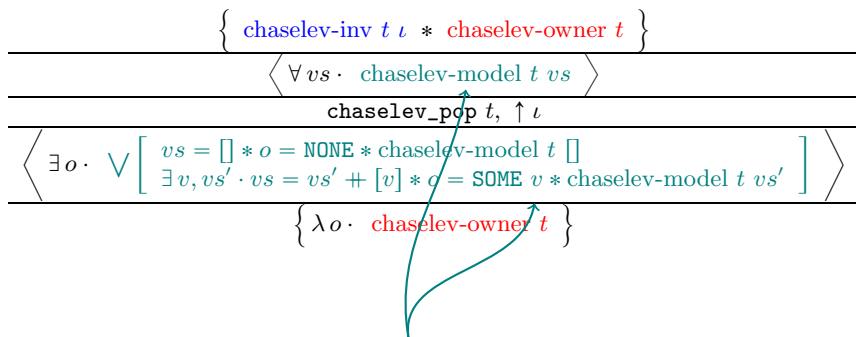 { chaselev-inv t ι ∗ chaselev-owner t }
⟨ ∀ vs · chaselev-model t vs ⟩
chaselev_pop t, ↑ ι
⟨ ∃ o · ⋁ [ vs = [] ∗ o = NONE ∗ chaselev-model t []
∃ v, vs′ · vs = vs′ ++ [v] ∗ o = SOME v ∗ chaselev-model t vs′ ] ⟩
{ λ o · chaselev-owner t }